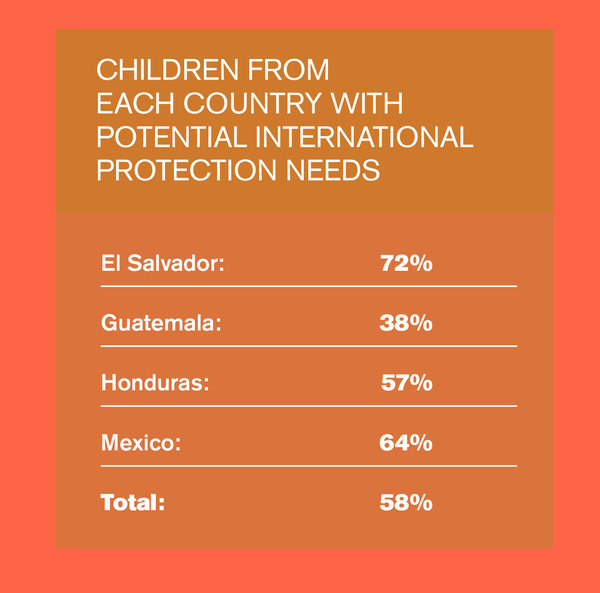 CHILDREN FROM
EACH COUNTRY WITH
POTENTIAL INTERNATIONAL
PROTECTION NEEDS
El Salvador: 72%
Guatemala: 38%
Honduras: 57%
Mexico: 64%
Total: 58%